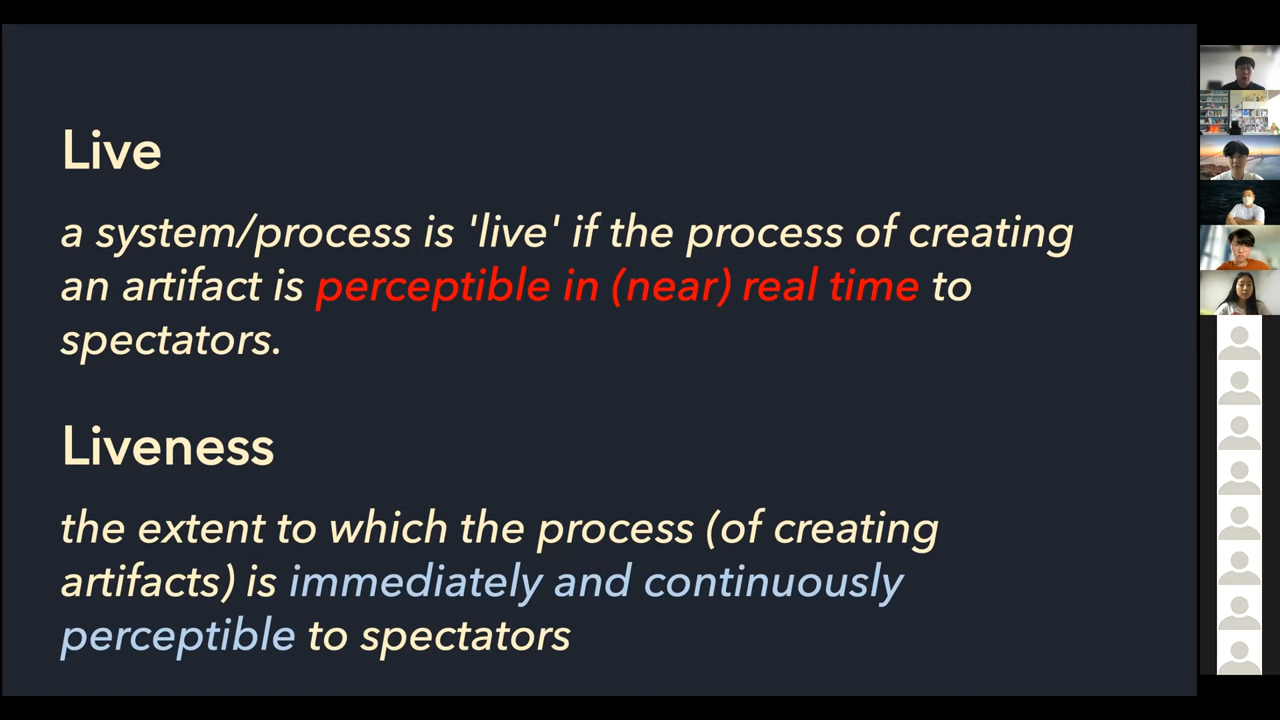 Live
a system/process is 'live' if the process of creating
an artifact is perceptible in (near) real time to
spectators.
Liveness
the extent to which the process (of creating
artifacts) is immediately and continuously
perceptible to spectators